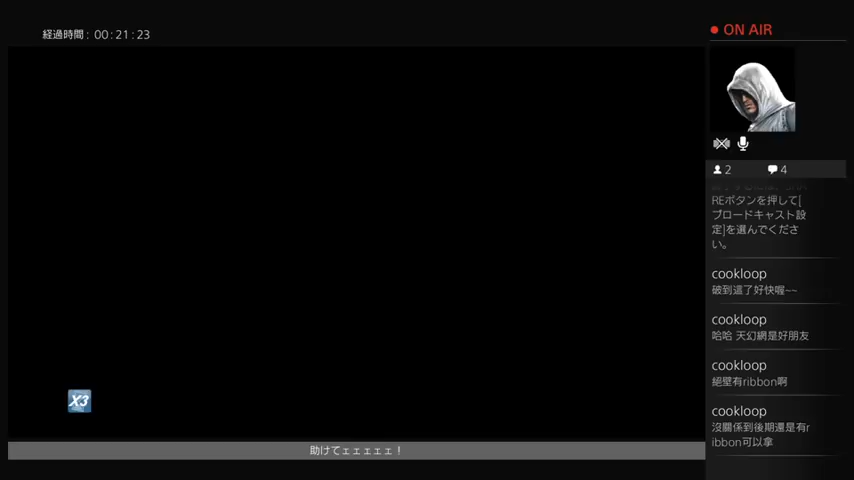 経過時間 : 00 : 21 : 23
ON AIR
2
4
REボタンを押して[
ブロードキャスト設
定]を選んでくださ
い。
cookloop
破到這了好快喔~~
cookloop
哈哈 天幻網是好朋友
cookloop
絕壁有ribbon啊
cookloop
沒關係到後期還是有r
ibbon可以拿
X3
助けてェェェェェ！